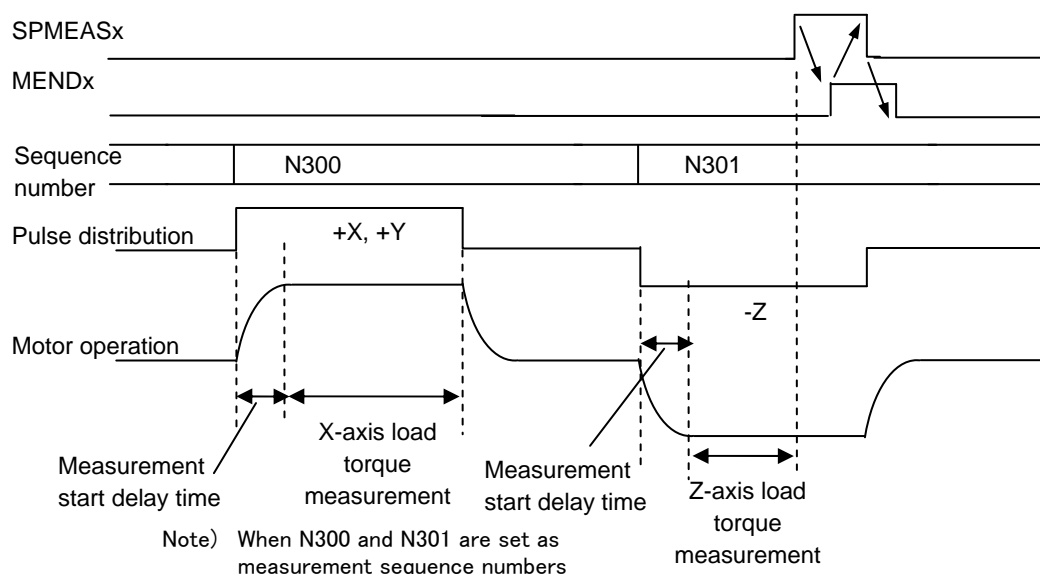 SPMEASx
MENDx
Sequence
number
N300
N301
Pulse distribution
+X, +Y
-Z
Motor operation
X-axis load
torque
measurement
Measurement
start delay time
Measurement
start delay time
Z-axis load
torque
measurement
Note) When N300 and N301 are set as
measurement sequence numbers